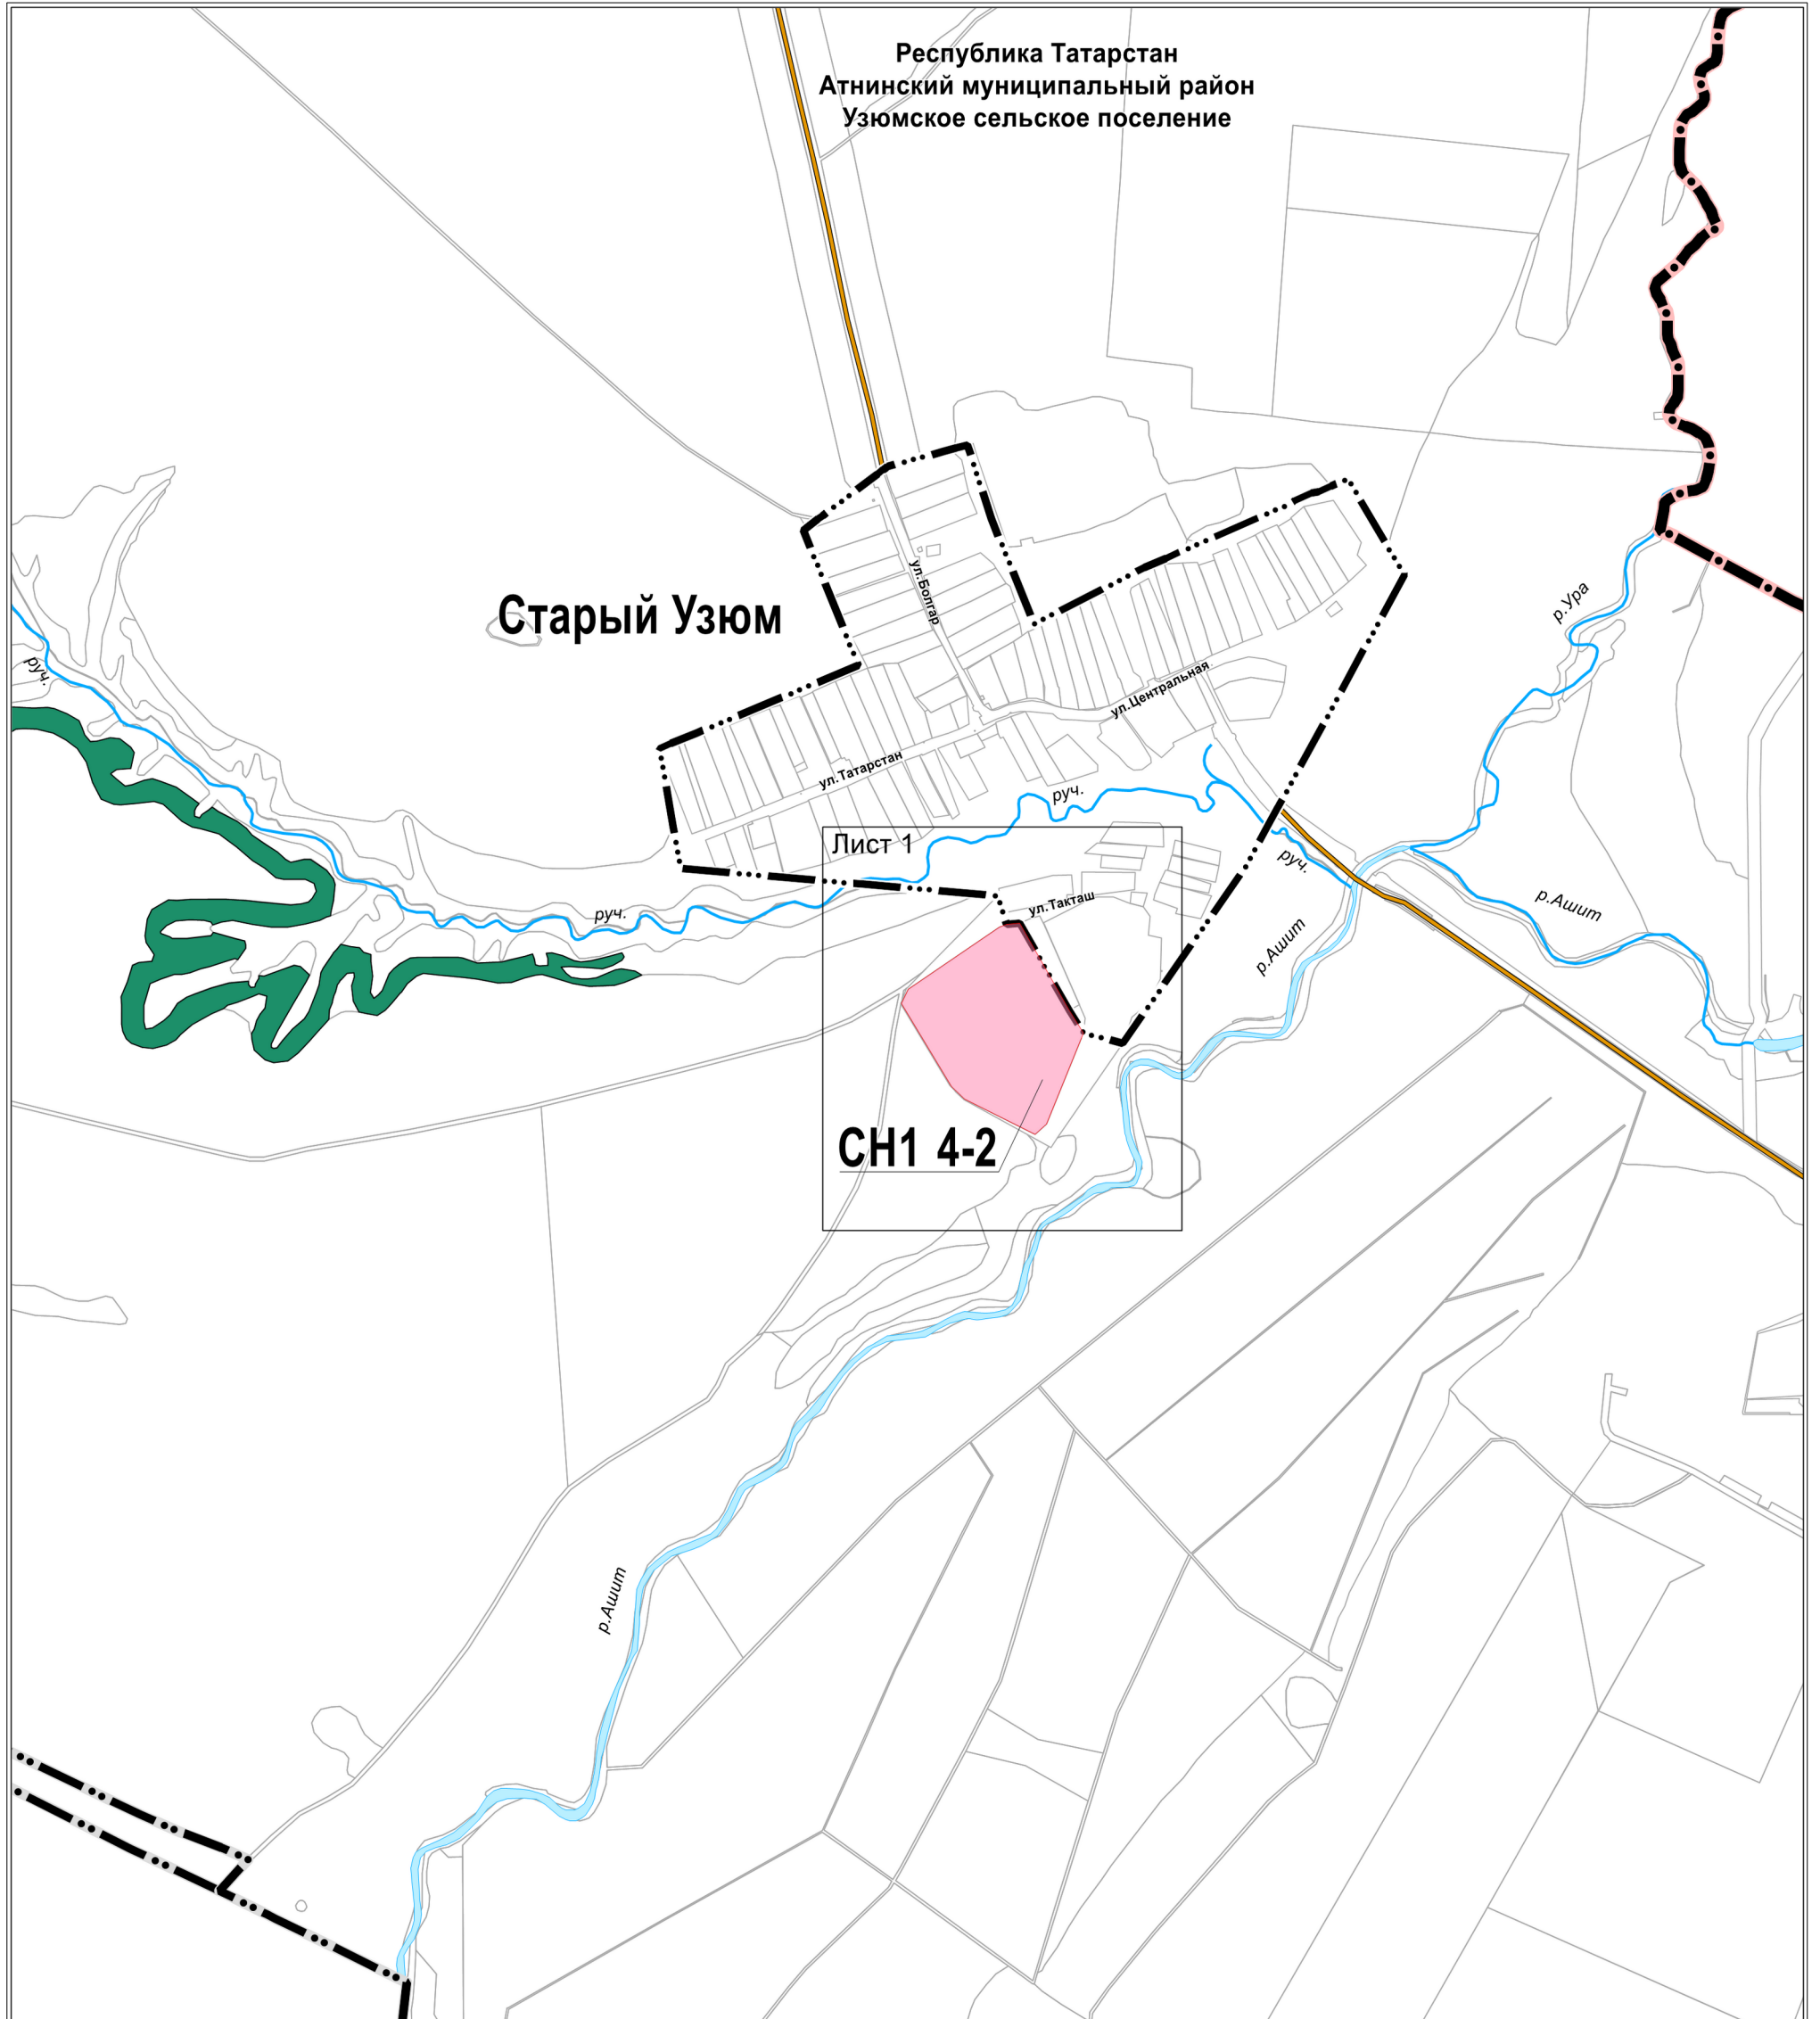 Республика Татарстан
Атнинский муниципальный район
Узюмское сельское поселение
Старый Узюм
ул.Болгар
р.Ура
руч.
ул.Центральная
ул.Татарстан
руч.
Лист 1
руч.
р.Ашит
ул.Такташ
руч.
р.Ашит
СН1 4-2
р.Ашит